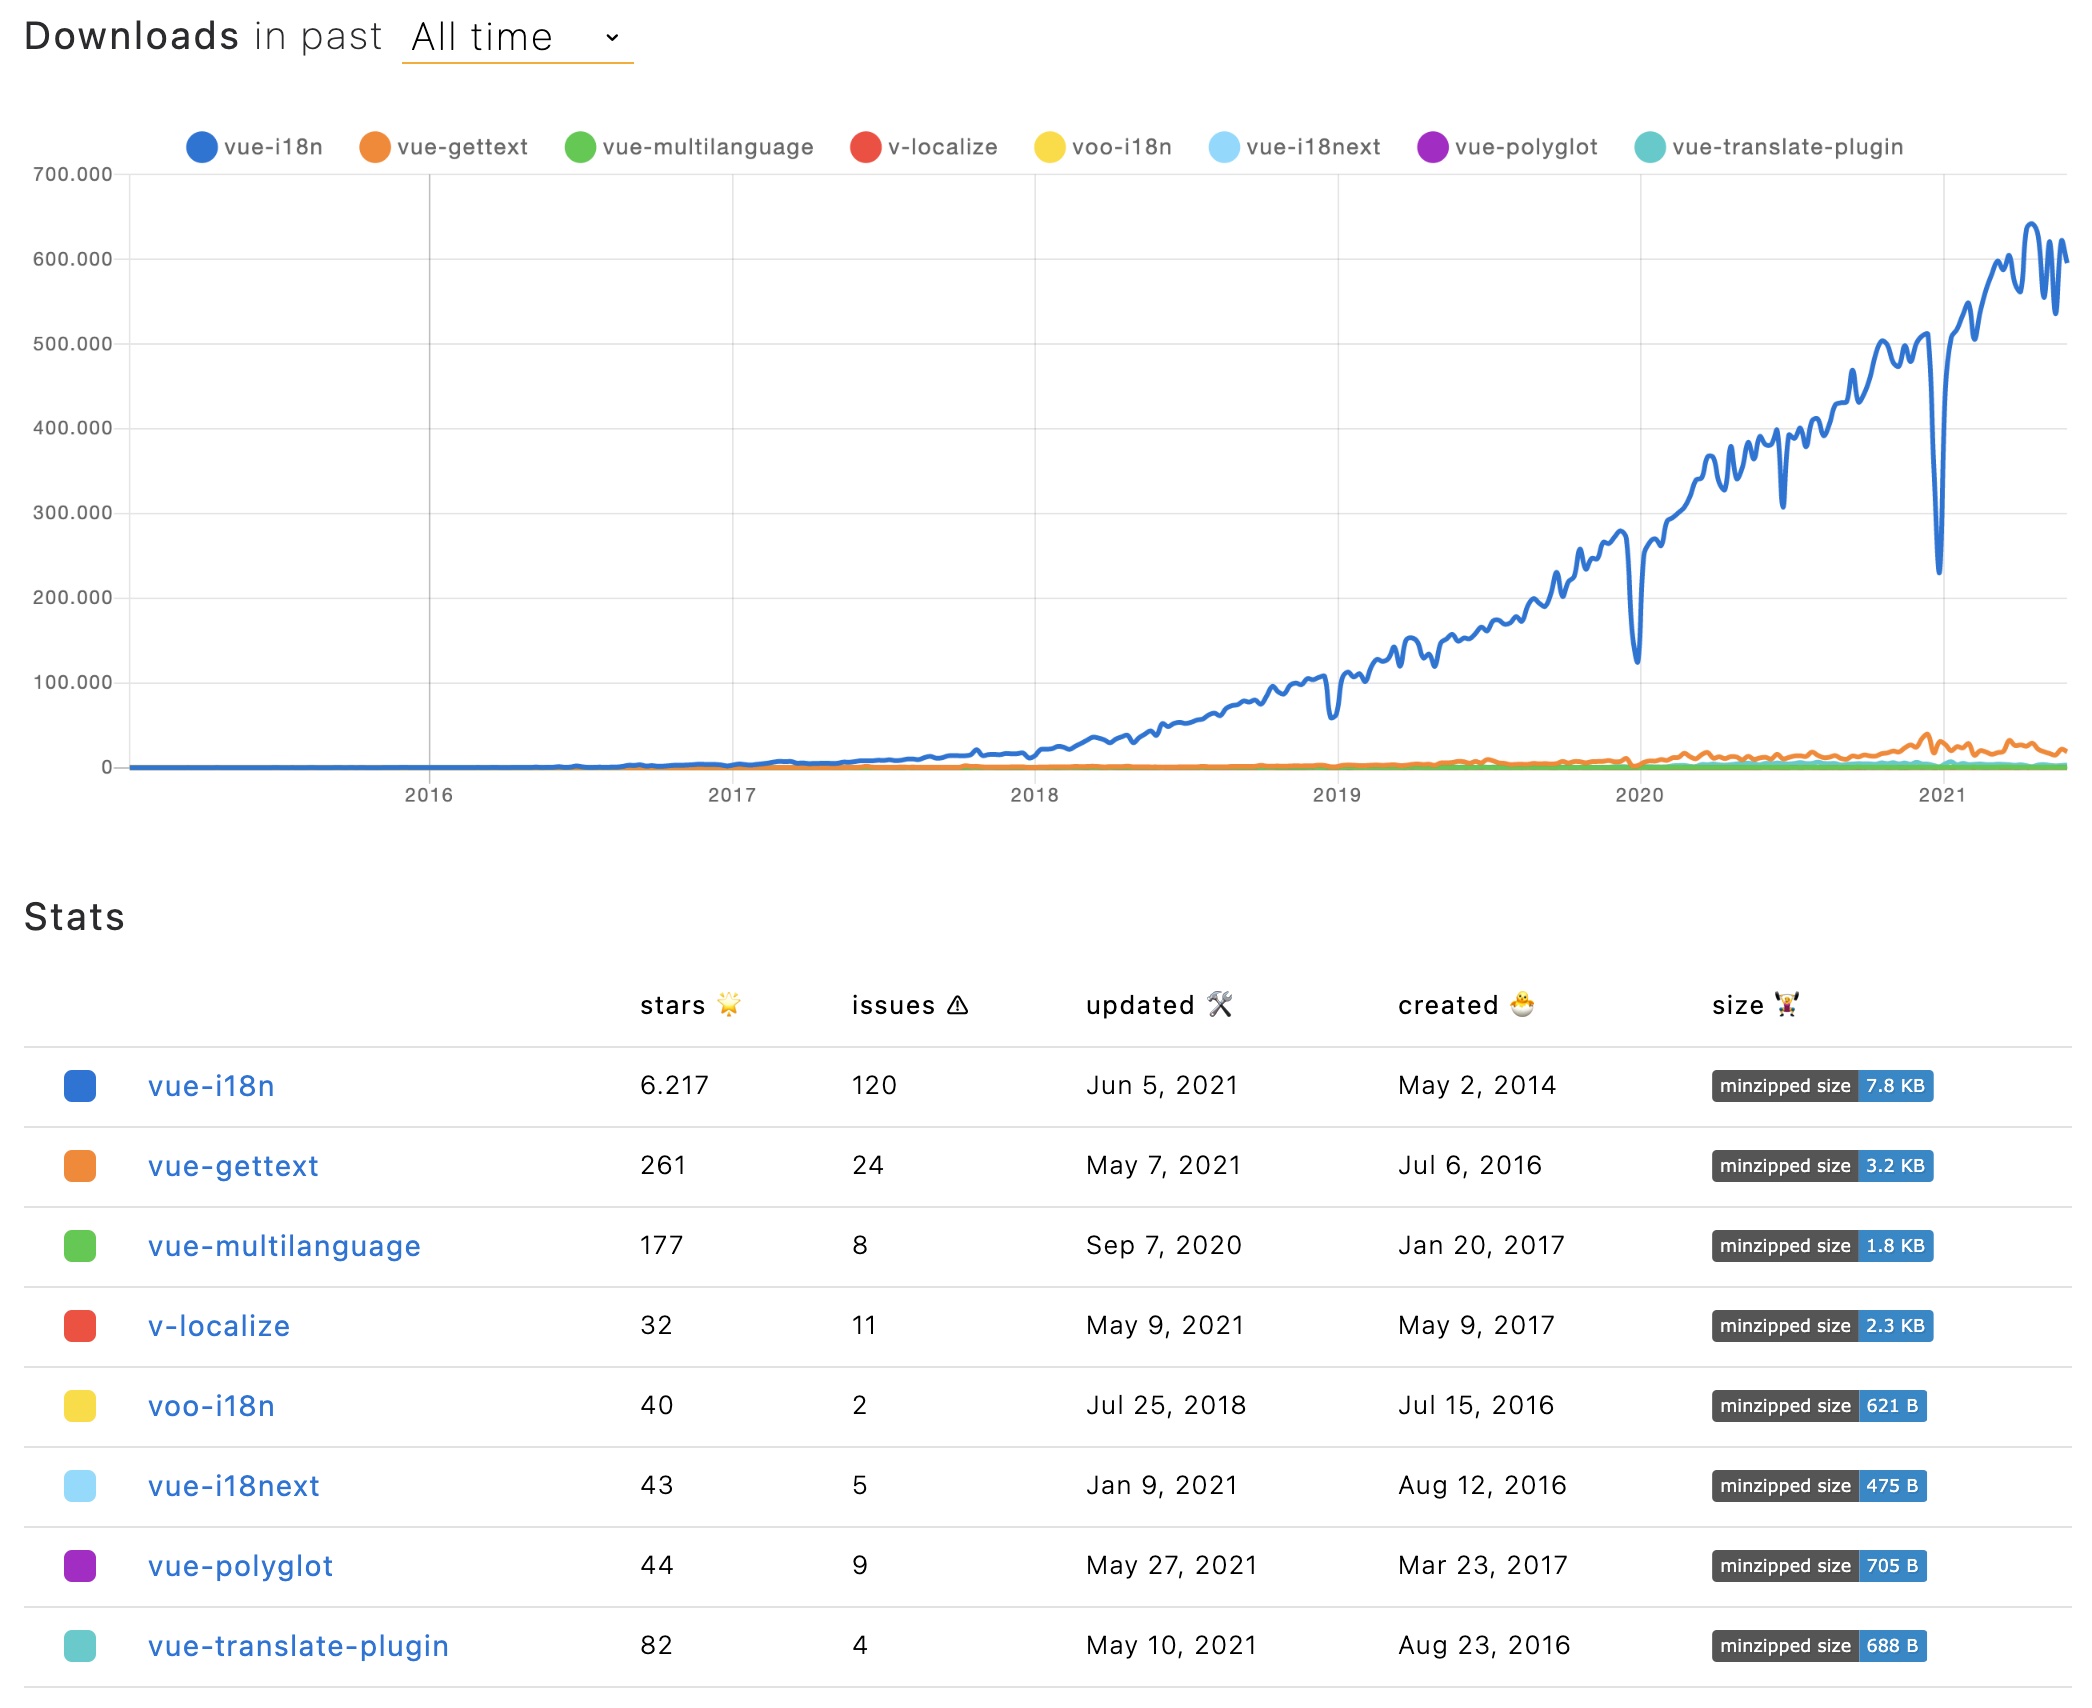 Downloads in past All time
vue-i18n vue-gettext vue-multilanguage v-localize voo-i18n vue-i18next vue-polyglot vue-translate-plugin
700.000
600.000
500.000
400.000
300.000
200.000
100.000
0
2016 2017 2018 2019 2020 2021
Stats
stars 🌟 issues ⚠ updated 🛠 created 🐣 size 🏋
vue-i18n 6.217 120 Jun 5, 2021 May 2, 2014 minzipped size 7.8 KB
vue-gettext 261 24 May 7, 2021 Jul 6, 2016 minzipped size 3.2 KB
vue-multilanguage 177 8 Sep 7, 2020 Jan 20, 2017 minzipped size 1.8 KB
v-localize 32 11 May 9, 2021 May 9, 2017 minzipped size 2.3 KB
voo-i18n 40 2 Jul 25, 2018 Jul 15, 2016 minzipped size 621 B
vue-i18next 43 5 Jan 9, 2021 Aug 12, 2016 minzipped size 475 B
vue-polyglot 44 9 May 27, 2021 Mar 23, 2017 minzipped size 705 B
vue-translate-plugin 82 4 May 10, 2021 Aug 23, 2016 minzipped size 688 B